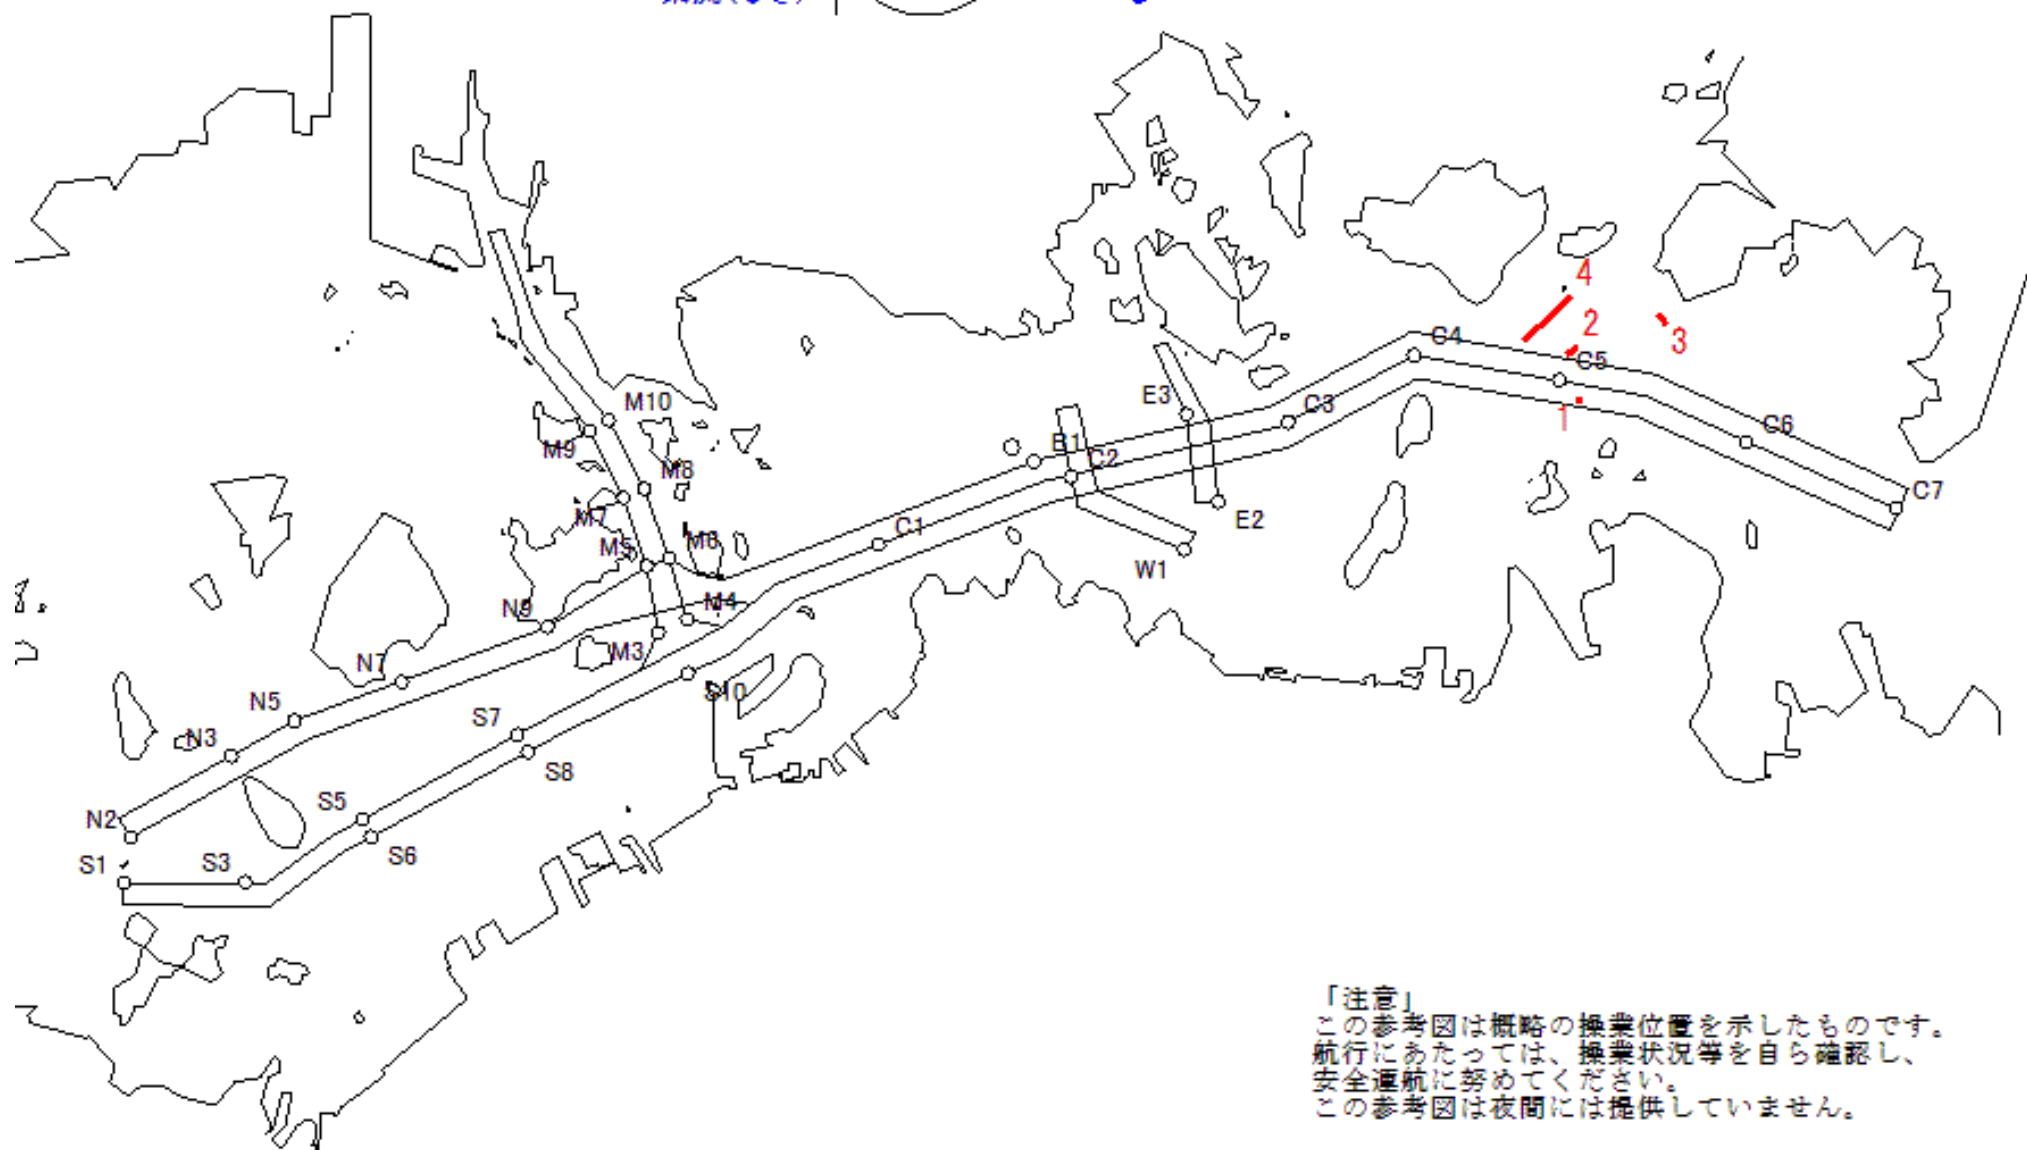 4
2
3
C4
C5
1
E3
C3
C6
M10
B1
C2
M9
M8
C7
E2
M7
C1
M5
M6
W1
N9
M4
M3
N7
S10
N5
S7
N3
S8
S5
N2
S6
S1
S3
「注意」
この参考図は概略の操業位置を示したものです。
航行にあたっては、操業状況等を自ら確認し、
安全運航に努めてください。
この参考図は夜間には提供していません。